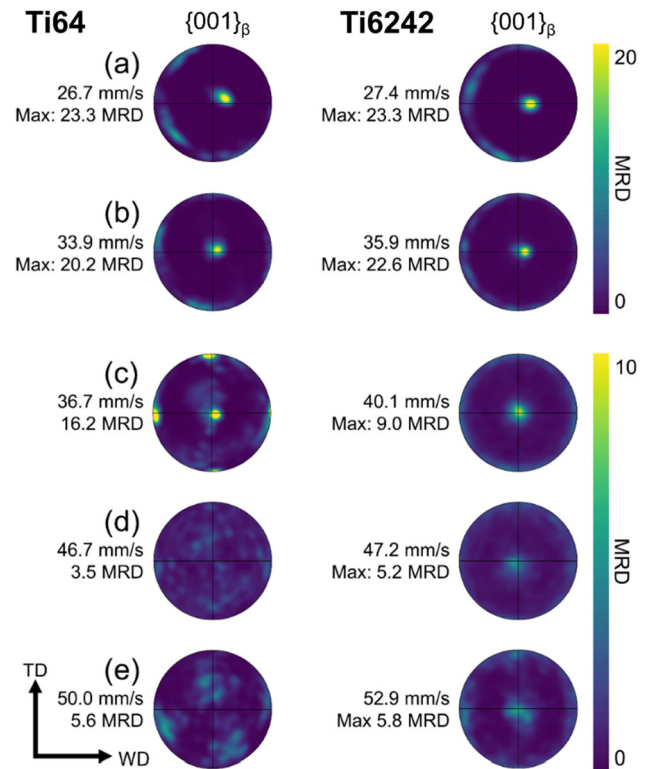 Ti64 {001}β Ti6242 {001}β
(a)
26.7 mm/s
Max: 23.3 MRD
27.4 mm/s
Max: 23.3 MRD
20
MRD
0
(b)
33.9 mm/s
Max: 20.2 MRD
35.9 mm/s
Max: 22.6 MRD
(c)
36.7 mm/s
16.2 MRD
40.1 mm/s
Max: 9.0 MRD
10
MRD
0
(d)
46.7 mm/s
3.5 MRD
47.2 mm/s
Max: 5.2 MRD
(e)
50.0 mm/s
5.6 MRD
52.9 mm/s
Max 5.8 MRD
TD
WD